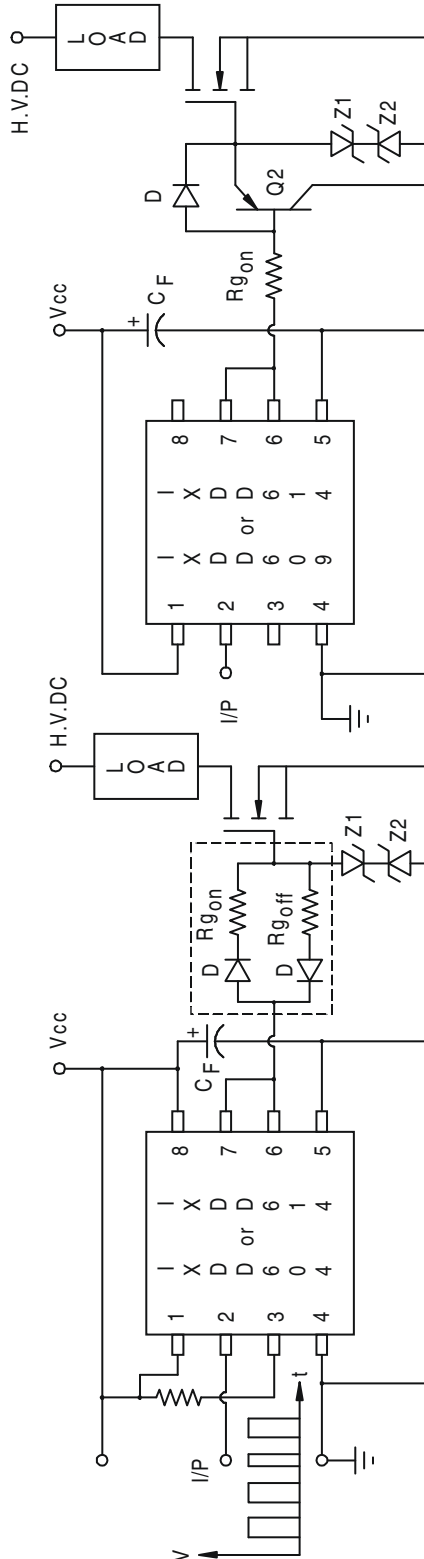 Vcc
H.V.DC
LOAD
I/P
V
t
1
2
3
4
IXDD604
or
IXDD614
8
7
6
5
+
CF
D
Rgon
D
Rgoff
Z1
Z2
Vcc
H.V.DC
LOAD
I/P
1
2
3
4
IXDD609
or
IXDD614
8
7
6
5
+
CF
Rgon
D
Q2
Z1
Z2